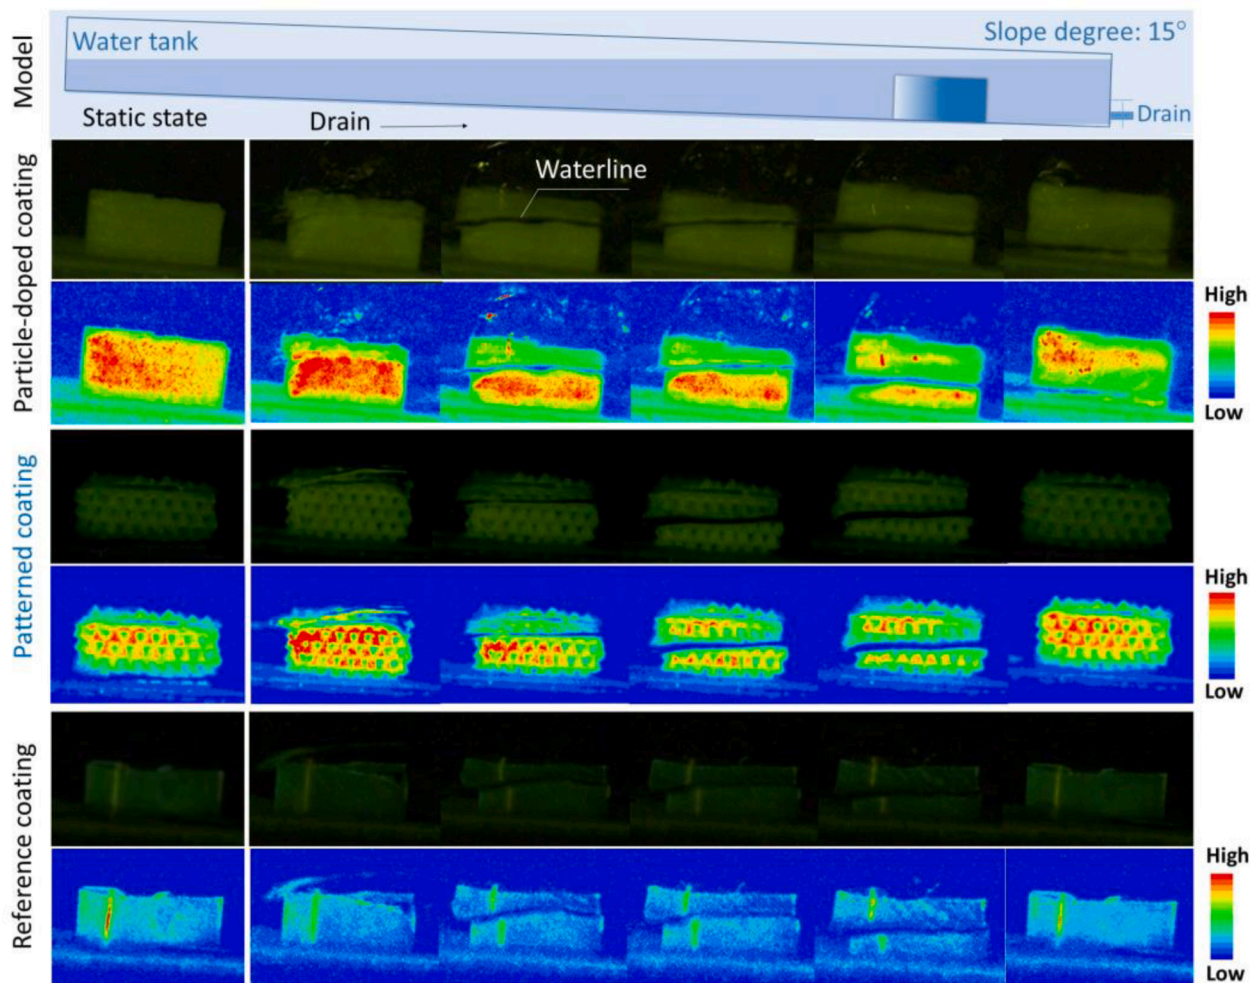 Model
Water tank
Slope degree: 15°
Static state
Drain
Drain
Particle-doped coating
Waterline
High
Low
Patterned coating
High
Low
Reference coating
High
Low